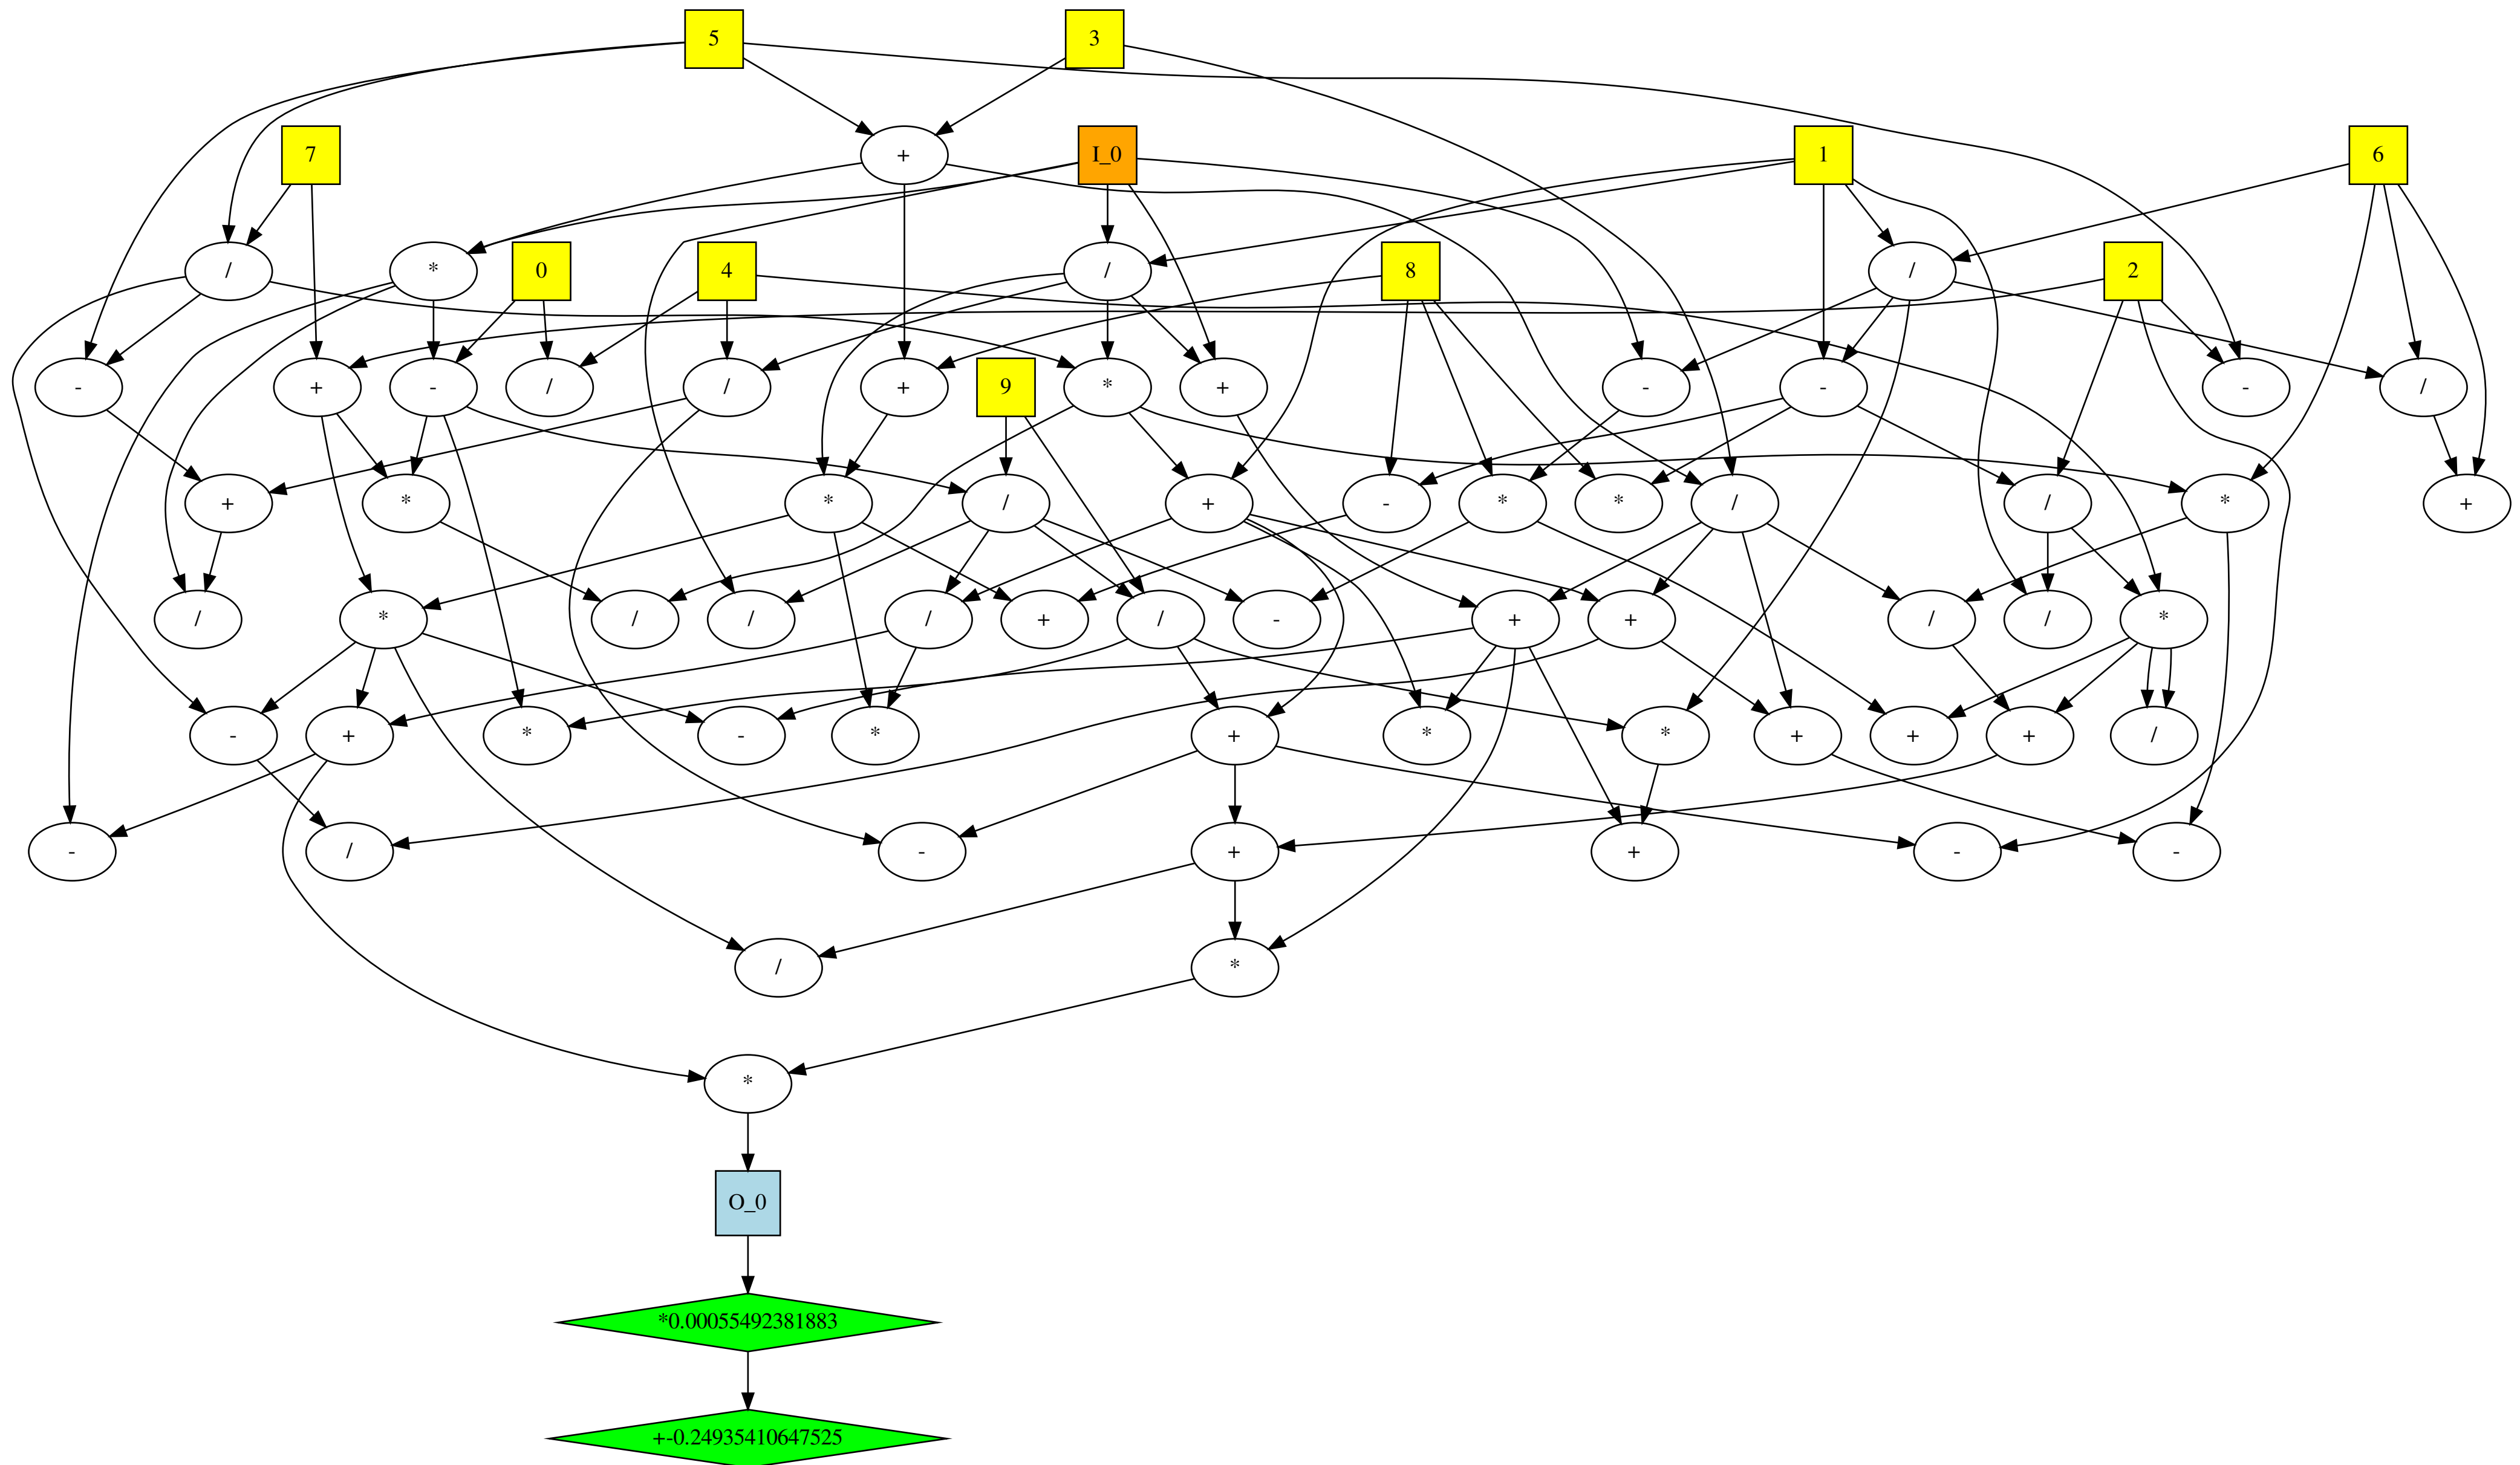 5 3
7 + I_0 1 6
/ * 0 4 / 8 / 2
- + - / / + 9 * + - - - /
+ * * / + - * * / / * +
/ * / / / + / - + + / / *
- + * - * + * * + + + /
- / - + + - -
/ *
*
O_0
*0.00055492381883
+-0.24935410647525